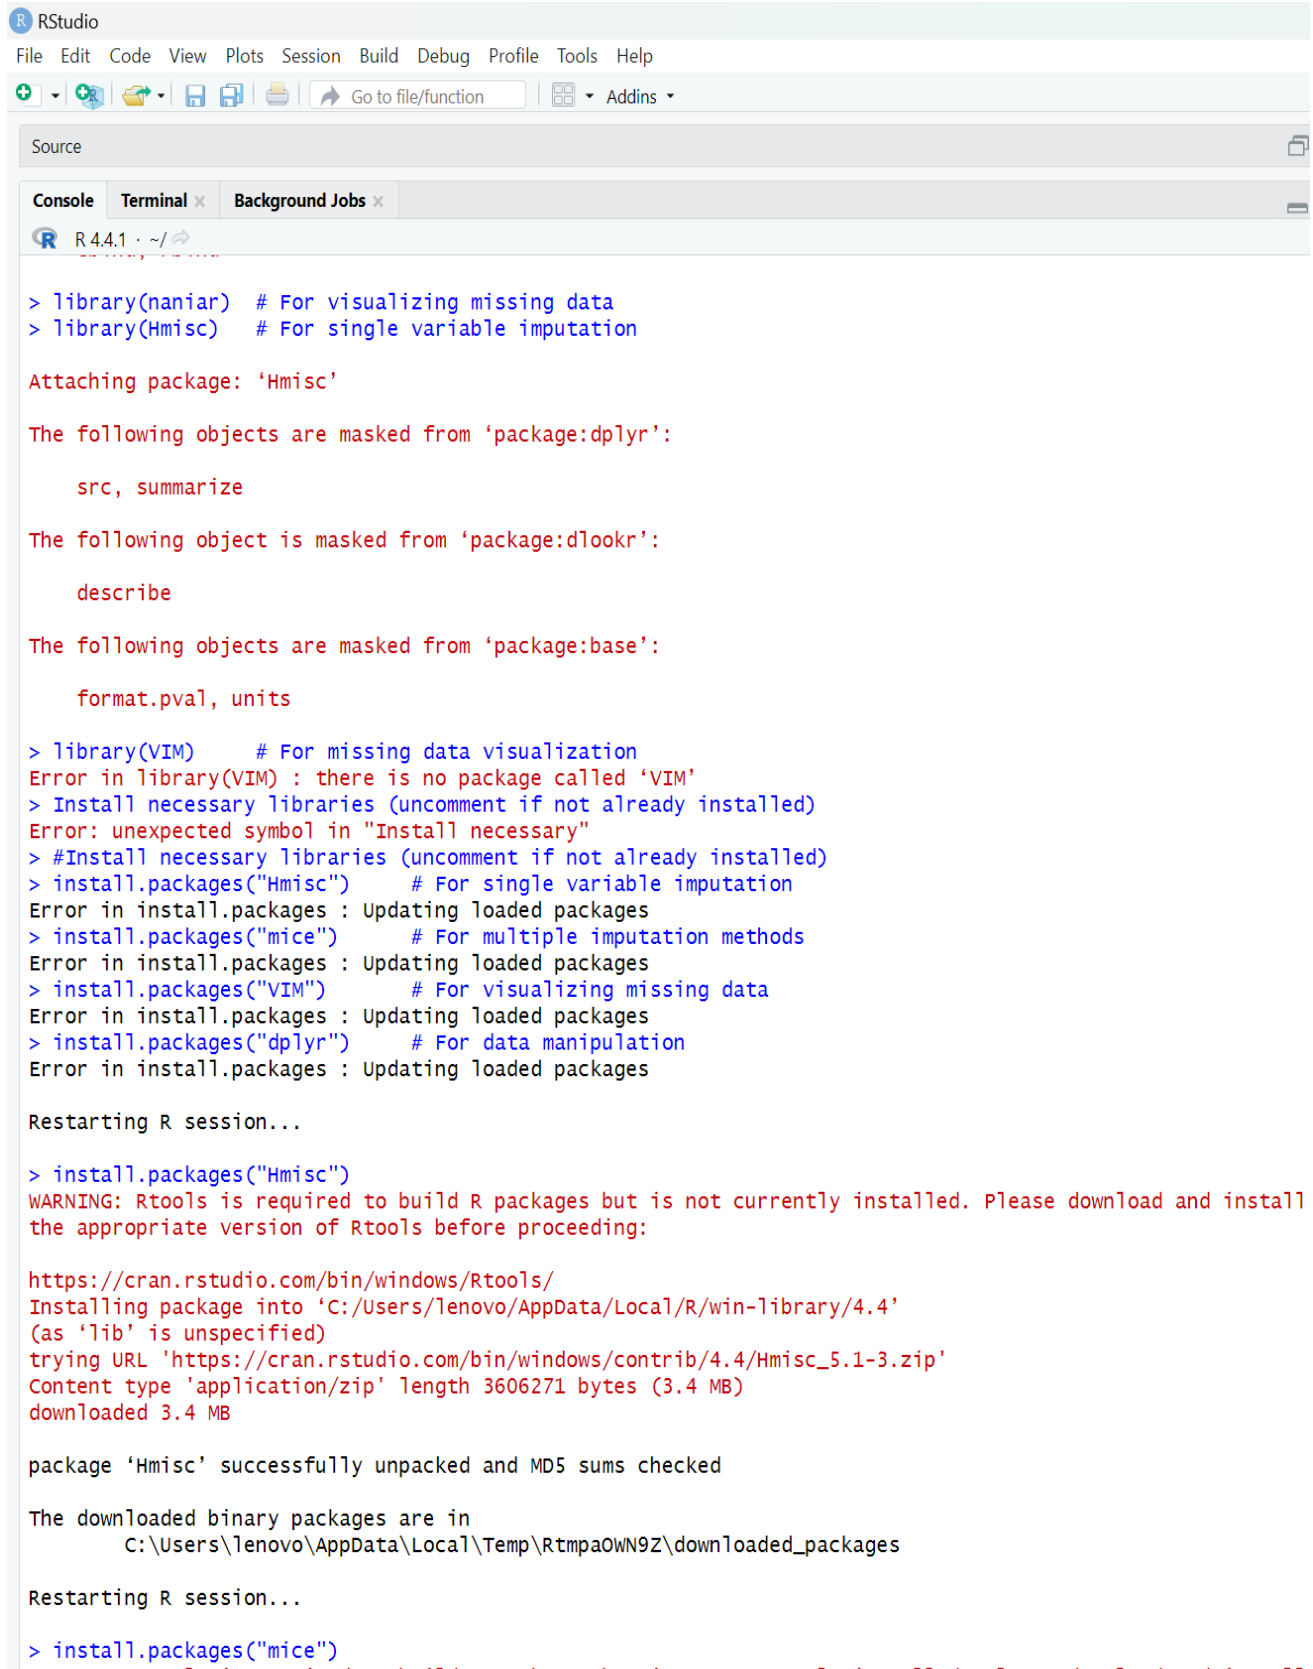 R RStudio
File Edit Code View Plots Session Build Debug Profile Tools Help
Go to file/function Addins
Source
Console Terminal × Background Jobs ×
R R 4.4.1 · ~/
> library(naniar)  # For visualizing missing data
> library(Hmisc)   # For single variable imputation
Attaching package: ‘Hmisc’
The following objects are masked from ‘package:dplyr’:
    src, summarize
The following object is masked from ‘package:dlookr’:
    describe
The following objects are masked from ‘package:base’:
    format.pval, units
> library(VIM)     # For missing data visualization
Error in library(VIM) : there is no package called ‘VIM’
> Install necessary libraries (uncomment if not already installed)
Error: unexpected symbol in "Install necessary"
> #Install necessary libraries (uncomment if not already installed)
> install.packages("Hmisc")     # For single variable imputation
Error in install.packages : Updating loaded packages
> install.packages("mice")      # For multiple imputation methods
Error in install.packages : Updating loaded packages
> install.packages("VIM")       # For visualizing missing data
Error in install.packages : Updating loaded packages
> install.packages("dplyr")     # For data manipulation
Error in install.packages : Updating loaded packages
Restarting R session...
> install.packages("Hmisc")
WARNING: Rtools is required to build R packages but is not currently installed. Please download and install
the appropriate version of Rtools before proceeding:
https://cran.rstudio.com/bin/windows/Rtools/
Installing package into ‘C:/Users/lenovo/AppData/Local/R/win-library/4.4’
(as ‘lib’ is unspecified)
trying URL 'https://cran.rstudio.com/bin/windows/contrib/4.4/Hmisc_5.1-3.zip'
Content type 'application/zip' length 3606271 bytes (3.4 MB)
downloaded 3.4 MB
package ‘Hmisc’ successfully unpacked and MD5 sums checked
The downloaded binary packages are in
        C:\Users\lenovo\AppData\Local\Temp\RtmpaOWN9Z\downloaded_packages
Restarting R session...
> install.packages("mice")